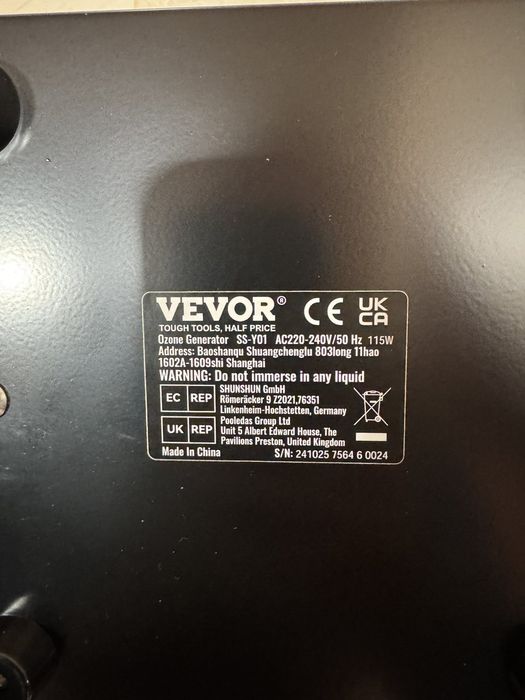 VEVOR®
CE UK CA
TOUGH TOOLS, HALF PRICE
Ozone Generator SS-Y01 AC220-240V/50 Hz 115W
Address: Baoshanqu Shuangchenglu 803long 11hao
1602A-1609shi Shanghai
WARNING: Do not immerse in any liquid
EC REP
SHUNSHUN GmbH
Römeräcker 9 Z2021,76351
Linkenheim-Hochstetten, Germany
UK REP
Pooledas Group Ltd
Unit 5 Albert Edward House, The
Pavilions Preston, United Kingdom
Made In China
S/N: 241025 7564 6 0024